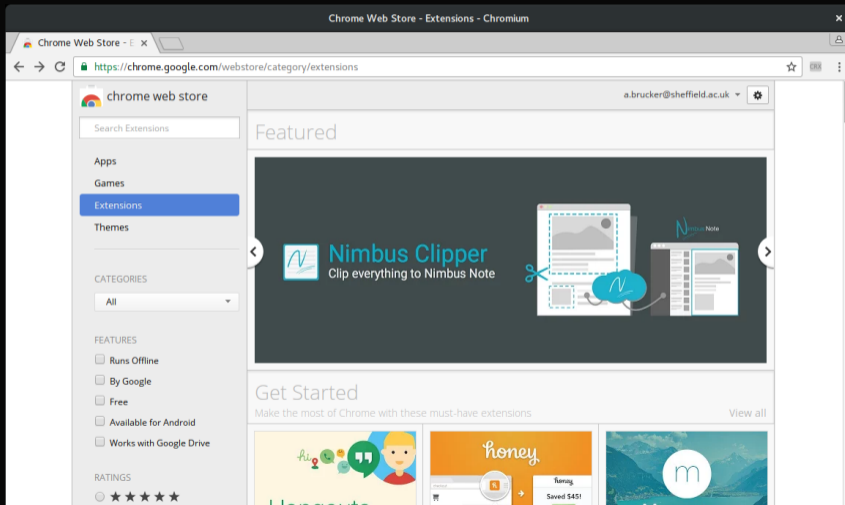 Chrome Web Store - Extensions - Chromium
Chrome Web Store - E
https://chrome.google.com/webstore/category/extensions
CRX
chrome web store
a.brucker@sheffield.ac.uk
Search Extensions
Apps
Games
Extensions
Themes
CATEGORIES
All
FEATURES
Runs Offline
By Google
Free
Available for Android
Works with Google Drive
RATINGS
Featured
Nimbus Clipper
Clip everything to Nimbus Note
Nimbus Note
Get Started
Make the most of Chrome with these must-have extensions
View all
hi
honey
honey
Saved $45!
m